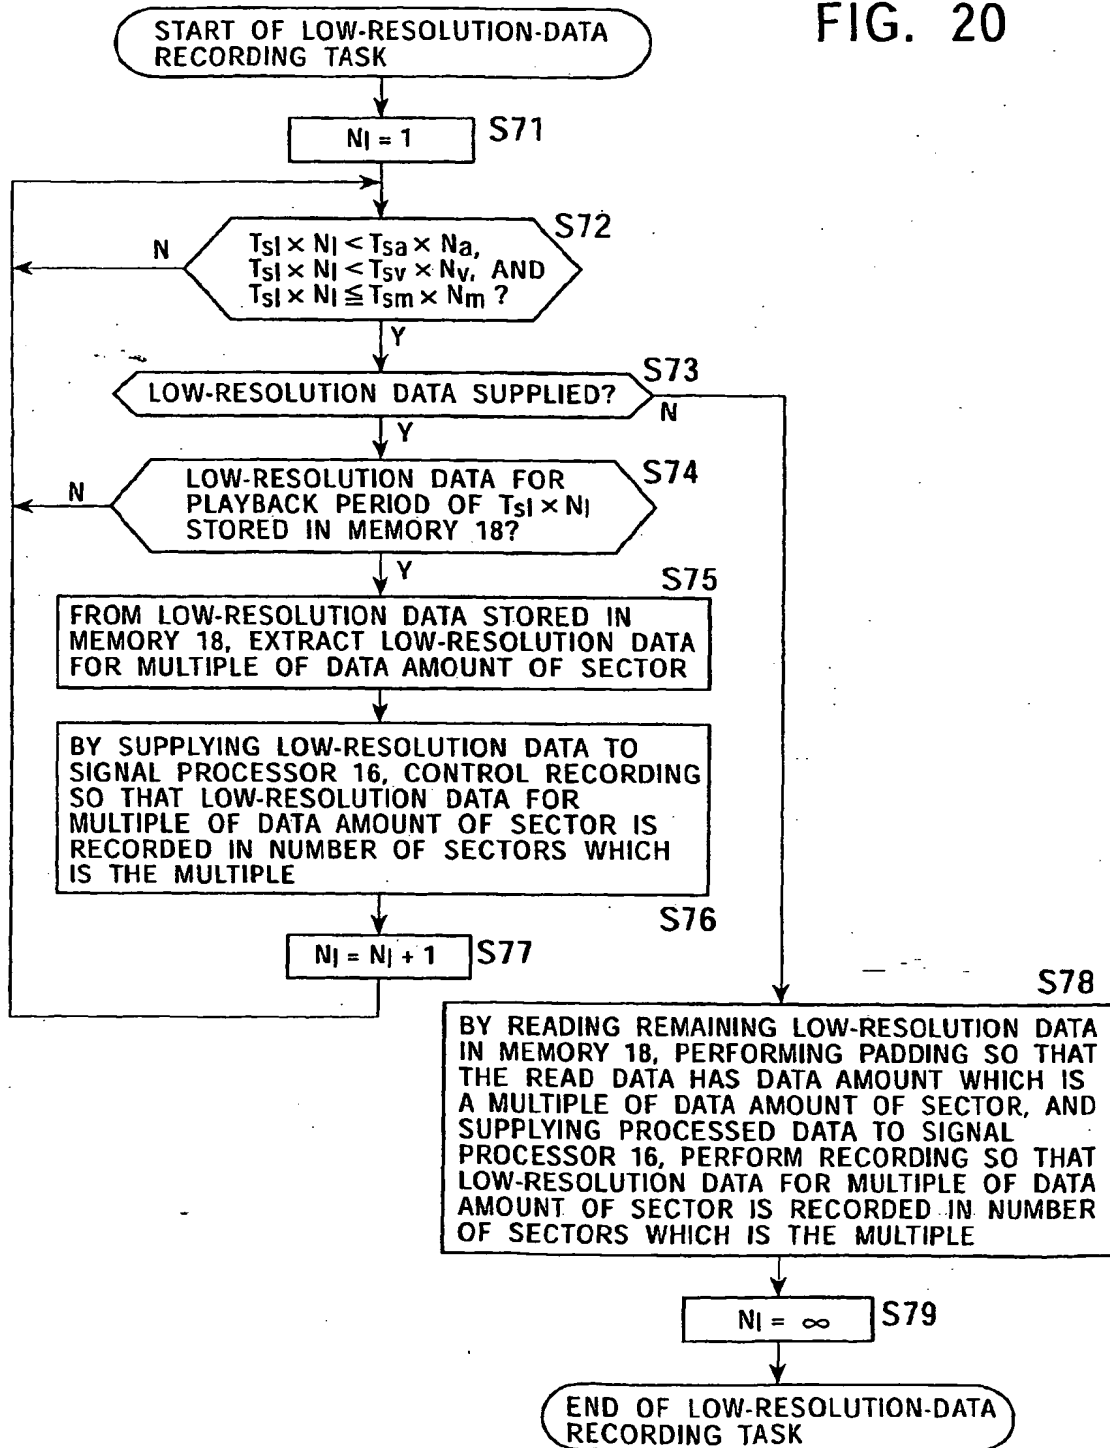 FIG. 20
START OF LOW-RESOLUTION-DATA
RECORDING TASK
Nl = 1
S71
S72
Tsl × Nl < Tsa × Na,
Tsl × Nl < Tsv × Nv, AND
Tsl × Nl ≦ Tsm × Nm ?
N
Y
S73
LOW-RESOLUTION DATA SUPPLIED?
N
Y
S74
LOW-RESOLUTION DATA FOR
PLAYBACK PERIOD OF Tsl × Nl
STORED IN MEMORY 18?
N
Y
S75
FROM LOW-RESOLUTION DATA STORED IN
MEMORY 18, EXTRACT LOW-RESOLUTION DATA
FOR MULTIPLE OF DATA AMOUNT OF SECTOR
BY SUPPLYING LOW-RESOLUTION DATA TO
SIGNAL PROCESSOR 16, CONTROL RECORDING
SO THAT LOW-RESOLUTION DATA FOR
MULTIPLE OF DATA AMOUNT OF SECTOR IS
RECORDED IN NUMBER OF SECTORS WHICH
IS THE MULTIPLE
S76
Nl = Nl + 1
S77
S78
BY READING REMAINING LOW-RESOLUTION DATA
IN MEMORY 18, PERFORMING PADDING SO THAT
THE READ DATA HAS DATA AMOUNT WHICH IS
A MULTIPLE OF DATA AMOUNT OF SECTOR, AND
SUPPLYING PROCESSED DATA TO SIGNAL
PROCESSOR 16, PERFORM RECORDING SO THAT
LOW-RESOLUTION DATA FOR MULTIPLE OF DATA
AMOUNT OF SECTOR IS RECORDED IN NUMBER
OF SECTORS WHICH IS THE MULTIPLE
Nl = ∞
S79
END OF LOW-RESOLUTION-DATA
RECORDING TASK